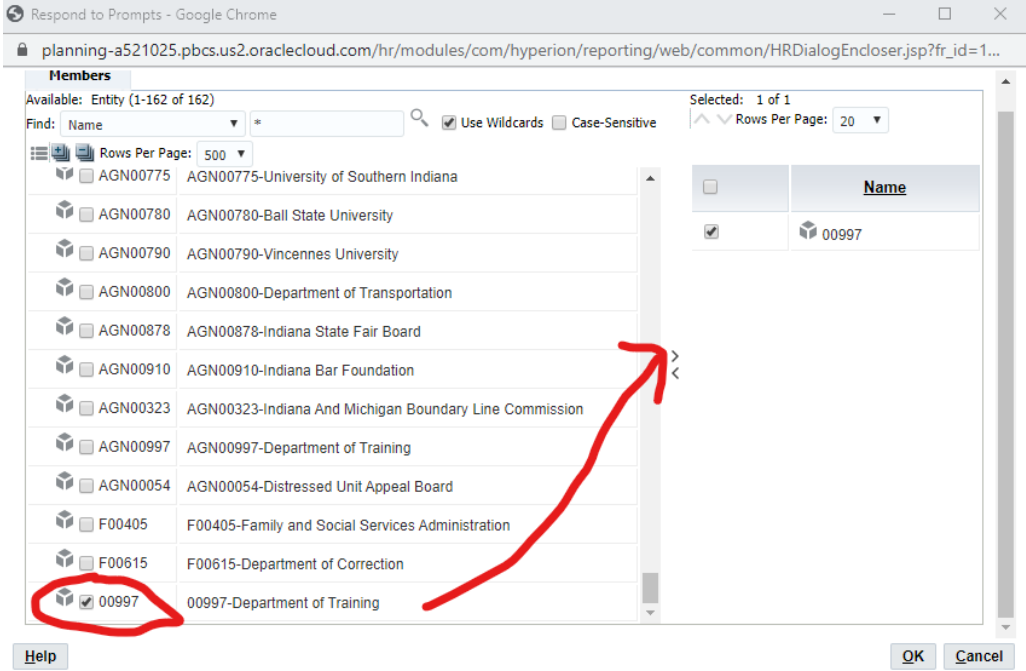 Respond to Prompts - Google Chrome
planning-a521025.pbcs.us2.oraclecloud.com/hr/modules/com/hyperion/reporting/web/common/HRDialogEncloser.jsp?fr_id=1...
Members
Available: Entity (1-162 of 162)
Selected: 1 of 1
Find: Name * Use Wildcards Case-Sensitive
Rows Per Page: 20
Rows Per Page: 500
AGN00775 AGN00775-University of Southern Indiana
Name
AGN00780 AGN00780-Ball State University
00997
AGN00790 AGN00790-Vincennes University
AGN00800 AGN00800-Department of Transportation
AGN00878 AGN00878-Indiana State Fair Board
AGN00910 AGN00910-Indiana Bar Foundation
AGN00323 AGN00323-Indiana And Michigan Boundary Line Commission
AGN00997 AGN00997-Department of Training
AGN00054 AGN00054-Distressed Unit Appeal Board
F00405 F00405-Family and Social Services Administration
F00615 F00615-Department of Correction
00997 00997-Department of Training
Help OK Cancel